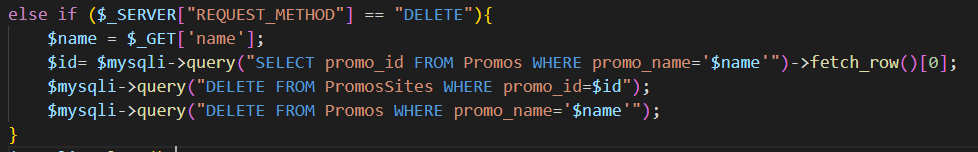 else if ($_SERVER["REQUEST_METHOD"] == "DELETE"){
$name = $_GET['name'];
$id= $mysqli->query("SELECT promo_id FROM Promos WHERE promo_name='$name'")->fetch_row()[0];
$mysqli->query("DELETE FROM PromosSites WHERE promo_id=$id");
$mysqli->query("DELETE FROM Promos WHERE promo_name='$name'");
}